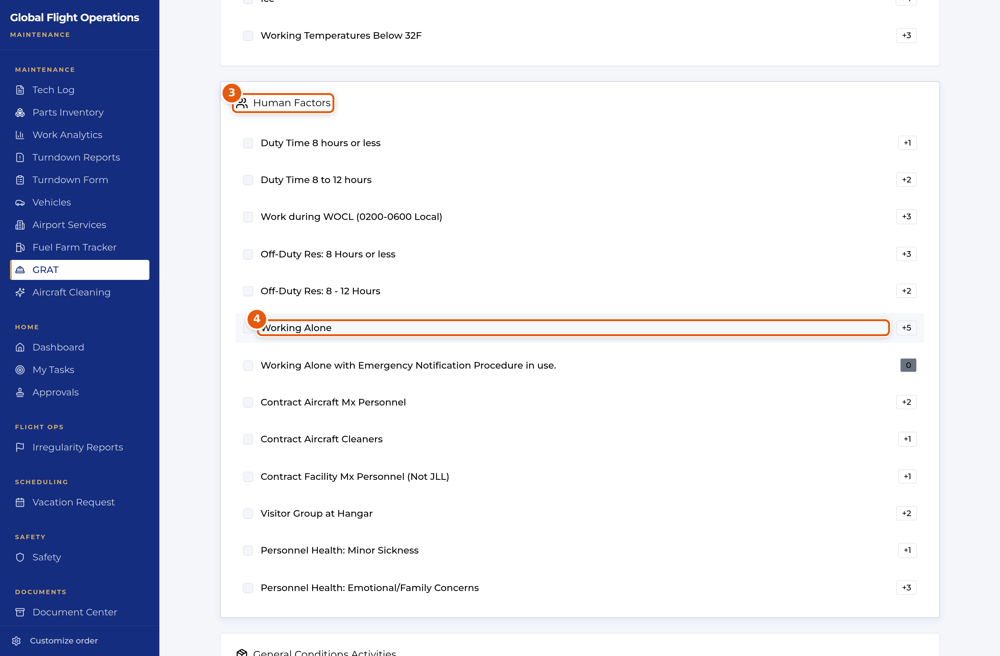 Global Flight Operations
MAINTENANCE
MAINTENANCE
Tech Log
Parts Inventory
Work Analytics
Turndown Reports
Turndown Form
Vehicles
Airport Services
Fuel Farm Tracker
GRAT
Aircraft Cleaning
HOME
Dashboard
My Tasks
Approvals
FLIGHT OPS
Irregularity Reports
SCHEDULING
Vacation Request
SAFETY
Safety
DOCUMENTS
Document Center
Customize order
Working Temperatures Below 32F +3
3
Human Factors
Duty Time 8 hours or less +1
Duty Time 8 to 12 hours +2
Work during WOCL (0200-0600 Local) +3
Off-Duty Res: 8 Hours or less +3
Off-Duty Res: 8 - 12 Hours +2
4
Working Alone +5
Working Alone with Emergency Notification Procedure in use. 0
Contract Aircraft Mx Personnel +2
Contract Aircraft Cleaners +1
Contract Facility Mx Personnel (Not JLL) +1
Visitor Group at Hangar +2
Personnel Health: Minor Sickness +1
Personnel Health: Emotional/Family Concerns +3
General Conditions Activities